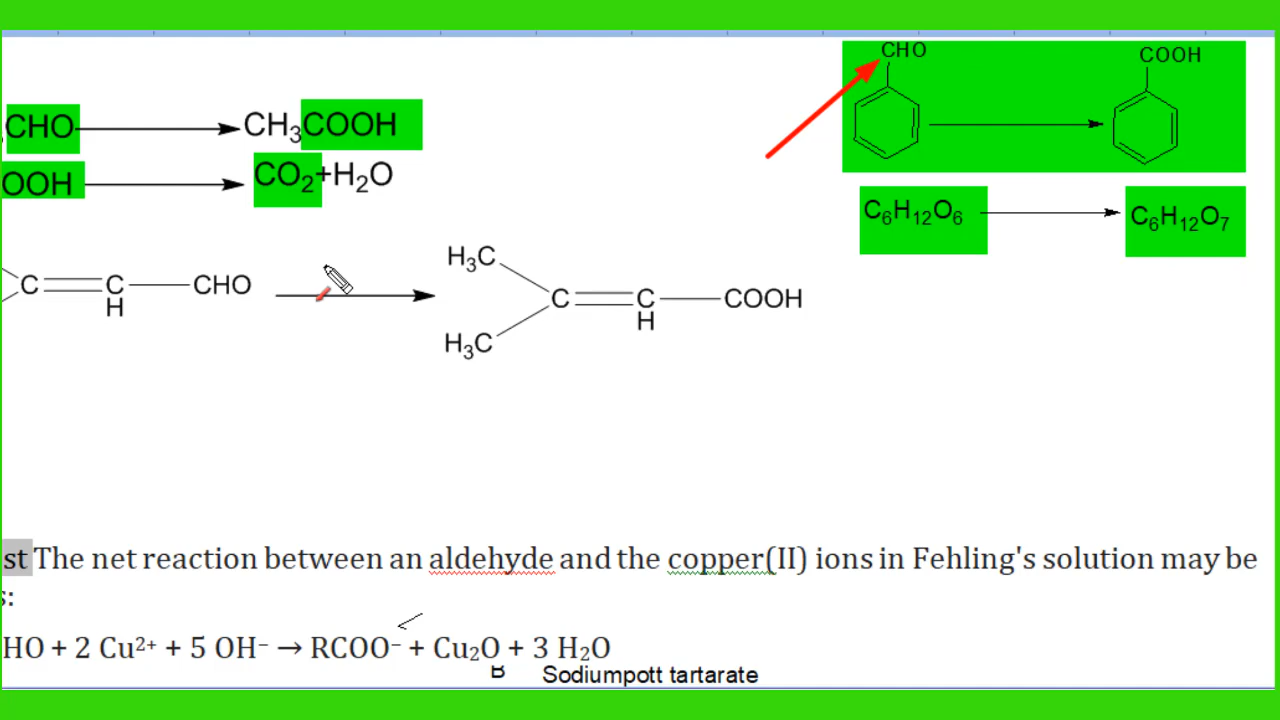 CHO
COOH
CHO CH₃COOH
OOH CO₂+H₂O
C₆H₁₂O₆ C₆H₁₂O₇
H₃C
C C CHO
H
C C COOH
H
H₃C
st The net reaction between an aldehyde and the copper(II) ions in Fehling's solution may be
s:
HO + 2 Cu²⁺ + 5 OH⁻ → RCOO⁻ + Cu₂O + 3 H₂O
B Sodiumpott tartarate